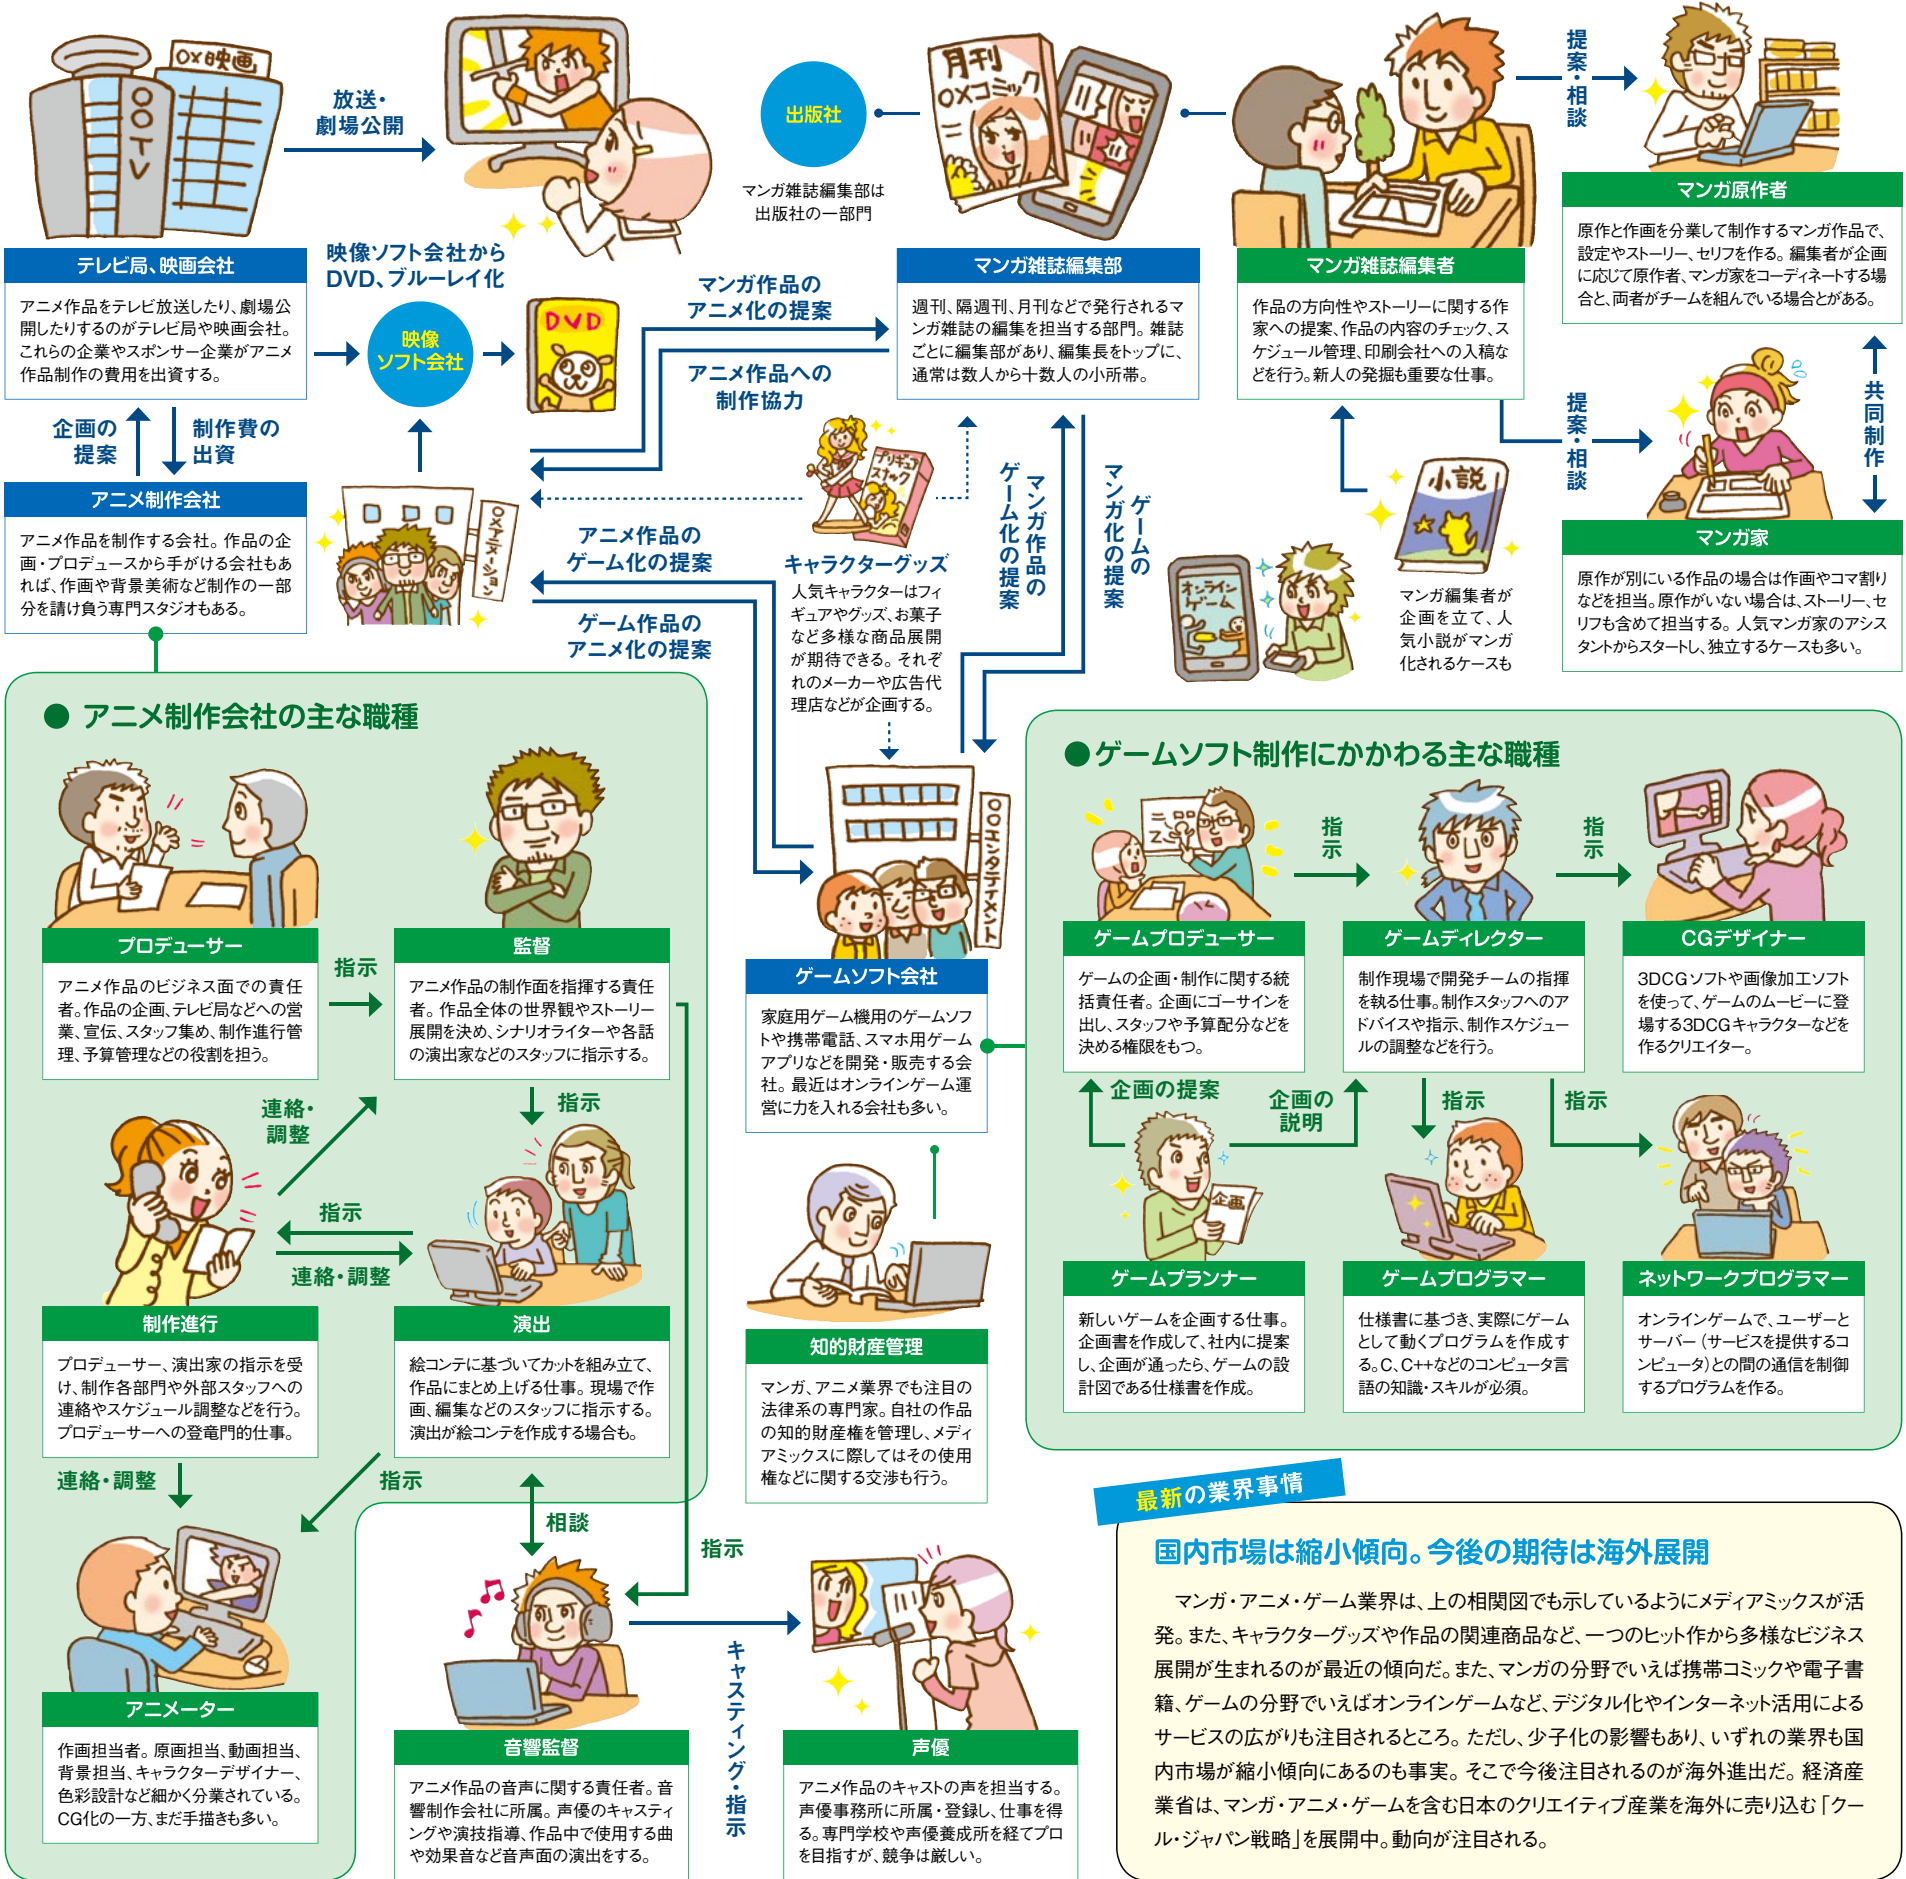 ○×映画
○○TV
放送・
劇場公開
出版社
マンガ雑誌編集部は
出版社の一部門
月刊
○×コミック
提案・相談
マンガ原作者
原作と作画を分業して制作するマンガ作品で、
設定やストーリー、セリフを作る。編集者が企画
に応じて原作者、マンガ家をコーディネートする場
合と、両者がチームを組んでいる場合とがある。
テレビ局、映画会社
アニメ作品をテレビ放送したり、劇場公
開したりするのがテレビ局や映画会社。
これらの企業やスポンサー企業がアニメ
作品制作の費用を出資する。
映像ソフト会社から
DVD、ブルーレイ化
映像
ソフト会社
DVD
マンガ作品の
アニメ化の提案
アニメ作品への
制作協力
マンガ雑誌編集部
週刊、隔週刊、月刊などで発行されるマ
ンガ雑誌の編集を担当する部門。雑誌
ごとに編集部があり、編集長をトップに、
通常は数人から十数人の小所帯。
マンガ雑誌編集者
作品の方向性やストーリーに関する作
家への提案、作品の内容のチェック、ス
ケジュール管理、印刷会社への入稿な
どを行う。新人の発掘も重要な仕事。
提案・相談
共同制作
企画の
提案
制作費の
出資
アニメ制作会社
アニメ作品を制作する会社。作品の企
画・プロデュースから手がける会社もあ
れば、作画や背景美術など制作の一部
分を請け負う専門スタジオもある。
○×アニメーション
プリギュア
スナック
キャラクターグッズ
人気キャラクターはフィ
ギュアやグッズ、お菓子
など多様な商品展開
が期待できる。それぞ
れのメーカーや広告代
理店などが企画する。
アニメ作品の
ゲーム化の提案
ゲーム作品の
アニメ化の提案
マンガ作品の
ゲーム化の提案
ゲームの
マンガ化の提案
オンライン
ゲーム
小説
マンガ編集者が
企画を立て、人
気小説がマンガ
化されるケースも
マンガ家
原作が別にいる作品の場合は作画やコマ割り
などを担当。原作がいない場合は、ストーリー、セ
リフも含めて担当する。人気マンガ家のアシス
タントからスタートし、独立するケースも多い。
● アニメ制作会社の主な職種
プロデューサー
アニメ作品のビジネス面での責任
者。作品の企画、テレビ局などへの営
業、宣伝、スタッフ集め、制作進行管
理、予算管理などの役割を担う。
指示
監督
アニメ作品の制作面を指揮する責任
者。作品全体の世界観やストーリー
展開を決め、シナリオライターや各話
の演出家などのスタッフに指示する。
連絡・
調整
指示
指示
連絡・調整
制作進行
プロデューサー、演出家の指示を受
け、制作各部門や外部スタッフへの
連絡やスケジュール調整などを行う。
プロデューサーへの登竜門的仕事。
演出
絵コンテに基づいてカットを組み立て、
作品にまとめ上げる仕事。現場で作
画、編集などのスタッフに指示する。
演出が絵コンテを作成する場合も。
連絡・調整
指示
相談
指示
アニメーター
作画担当者。原画担当、動画担当、
背景担当、キャラクターデザイナー、
色彩設計など細かく分業されている。
CG化の一方、まだ手描きも多い。
音響監督
アニメ作品の音声に関する責任者。音
響制作会社に所属。声優のキャスティ
ングや演技指導、作品中で使用する曲
や効果音など音声面の演出をする。
キャスティング・指示
声優
アニメ作品のキャストの声を担当する。
声優事務所に所属・登録し、仕事を得
る。専門学校や声優養成所を経てプロ
を目指すが、競争は厳しい。
○○エンタテイメント
ゲームソフト会社
家庭用ゲーム機用のゲームソフ
トや携帯電話、スマホ用ゲーム
アプリなどを開発・販売する会
社。最近はオンラインゲーム運
営に力を入れる会社も多い。
知的財産管理
マンガ、アニメ業界でも注目の
法律系の専門家。自社の作品
の知的財産権を管理し、メディ
アミックスに際してはその使用
権などに関する交渉も行う。
●ゲームソフト制作にかかわる主な職種
指示
指示
ゲームプロデューサー
ゲームの企画・制作に関する統
括責任者。企画にゴーサインを
出し、スタッフや予算配分などを
決める権限をもつ。
ゲームディレクター
制作現場で開発チームの指揮
を執る仕事。制作スタッフへのア
ドバイスや指示、制作スケジュー
ルの調整などを行う。
CGデザイナー
3DCGソフトや画像加工ソフト
を使って、ゲームのムービーに登
場する3DCGキャラクターなどを
作るクリエイター。
企画の提案
企画の
説明
指示
指示
企画
ゲームプランナー
新しいゲームを企画する仕事。
企画書を作成して、社内に提案
し、企画が通ったら、ゲームの設
計図である仕様書を作成。
ゲームプログラマー
仕様書に基づき、実際にゲーム
として動くプログラムを作成す
る。C、C++などのコンピュータ言
語の知識・スキルが必須。
ネットワークプログラマー
オンラインゲームで、ユーザーと
サーバー（サービスを提供するコ
ンピュータ）との間の通信を制御
するプログラムを作る。
最新の業界事情
国内市場は縮小傾向。今後の期待は海外展開
マンガ・アニメ・ゲーム業界は、上の相関図でも示しているようにメディアミックスが活
発。また、キャラクターグッズや作品の関連商品など、一つのヒット作から多様なビジネス
展開が生まれるのが最近の傾向だ。また、マンガの分野でいえば携帯コミックや電子書
籍、ゲームの分野でいえばオンラインゲームなど、デジタル化やインターネット活用による
サービスの広がりも注目されるところ。ただし、少子化の影響もあり、いずれの業界も国
内市場が縮小傾向にあるのも事実。そこで今後注目されるのが海外進出だ。経済産
業省は、マンガ・アニメ・ゲームを含む日本のクリエイティブ産業を海外に売り込む「クー
ル・ジャパン戦略」を展開中。動向が注目される。